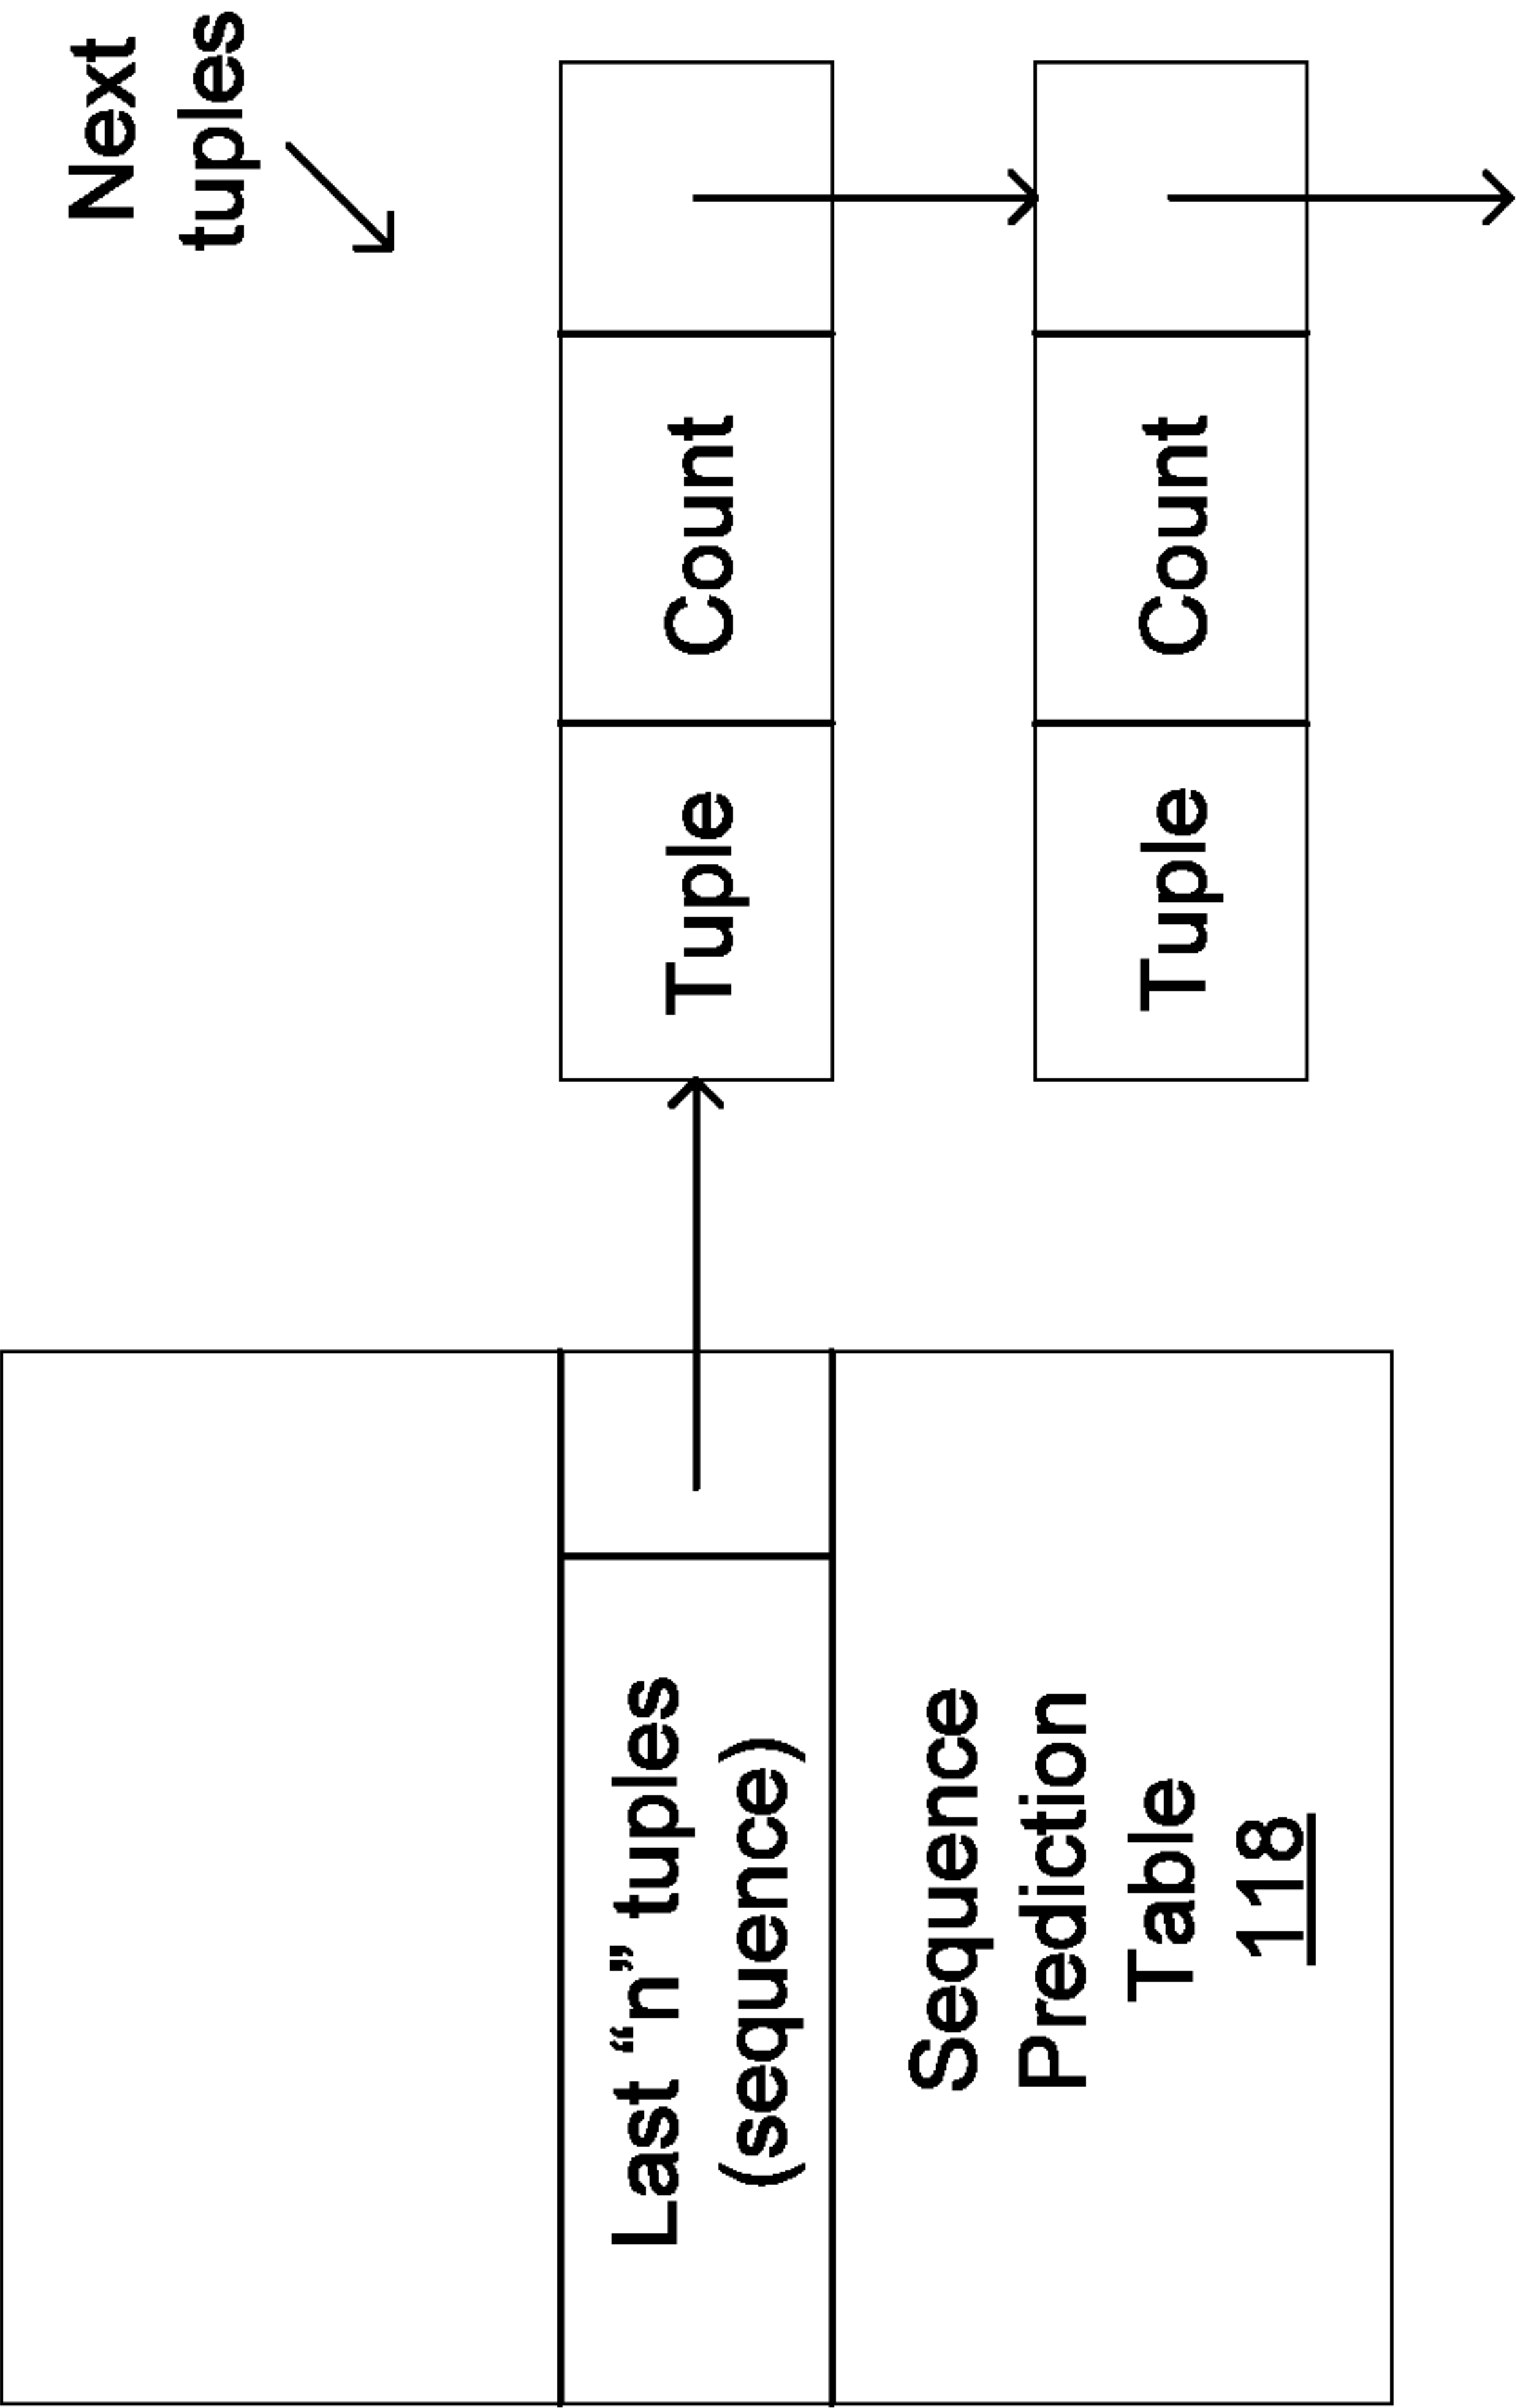 Next
tuples
Last “n” tuples
(sequence)
Tuple
Count
Tuple
Count
Sequence
Prediction
Table
118